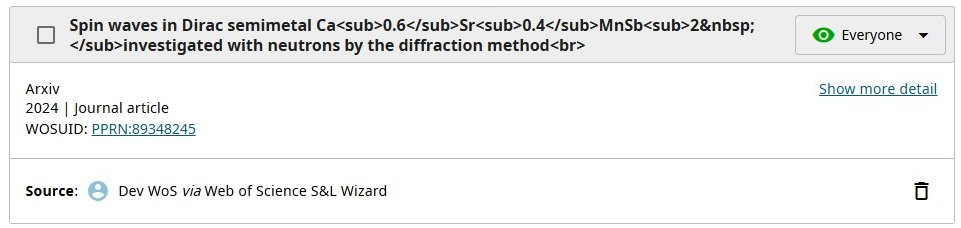 Spin waves in Dirac semimetal Ca<sub>0.6</sub>Sr<sub>0.4</sub>MnSb<sub>2&nbsp;
</sub>investigated with neutrons by the diffraction method<br>
Everyone
Arxiv
Show more detail
2024 | Journal article
WOSUID: PPRN:89348245
Source: Dev WoS via Web of Science S&L Wizard